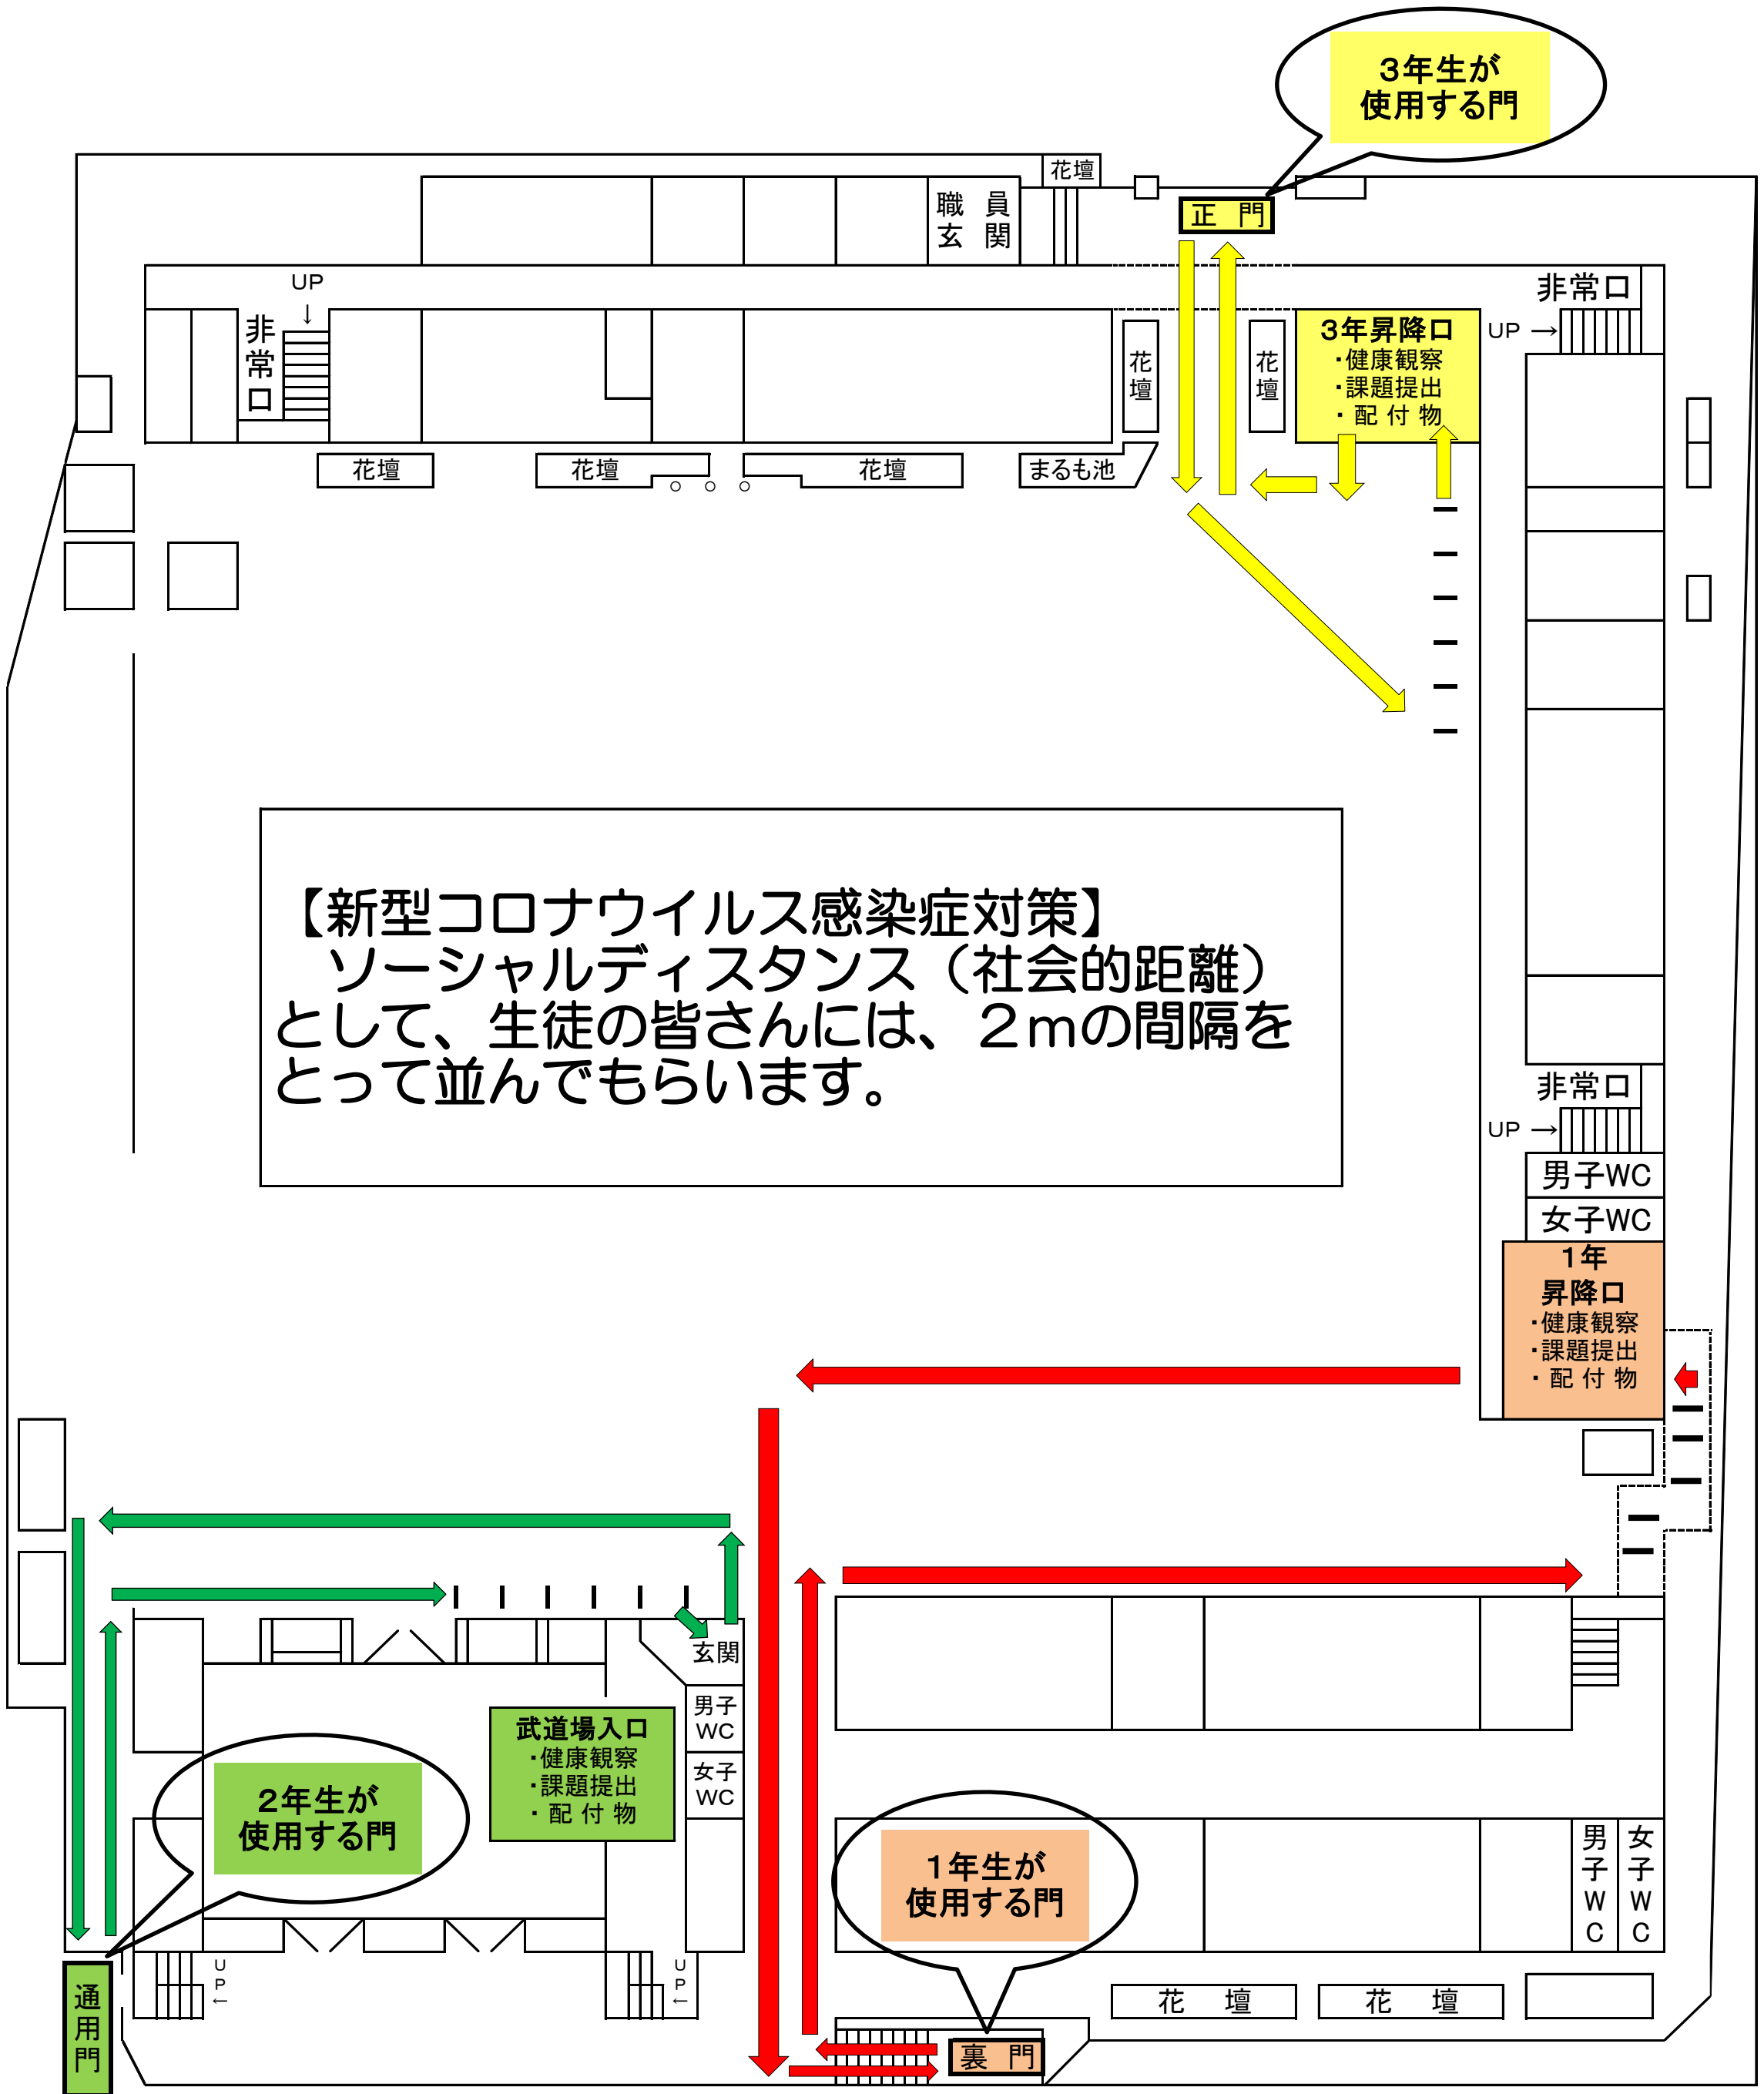 ３年生が
使用する門
花壇
職　員
玄　関
正　門
UP
↓
非常口
非常口
UP →
花壇
花壇
３年昇降口
・健康観察
・課題提出
・ 配 付 物
花壇
花壇
花壇
まるも池
【新型コロナウイルス感染症対策】
ソーシャルディスタンス（社会的距離）
として、生徒の皆さんには、２ｍの間隔を
とって並んでもらいます。
非常口
UP →
男子WC
女子WC
１年
昇降口
・健康観察
・課題提出
・ 配 付 物
玄関
男子
WC
女子
WC
武道場入口
・健康観察
・課題提出
・ 配 付 物
２年生が
使用する門
１年生が
使用する門
男子WC
女子WC
UP
←
UP
←
通用門
花　壇
花　壇
裏　門